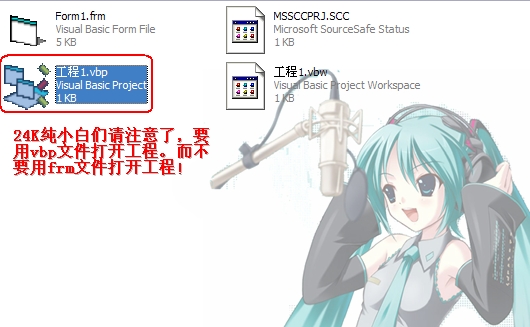 Form1.frm
Visual Basic Form File
5 KB
MSSCCPRJ.SCC
Microsoft SourceSafe Status
1 KB
工程1.vbp
Visual Basic Project
1 KB
工程1.vbw
Visual Basic Project Workspace
1 KB
24K纯小白们请注意了，要
用vbp文件打开工程。而不
要用frm文件打开工程!